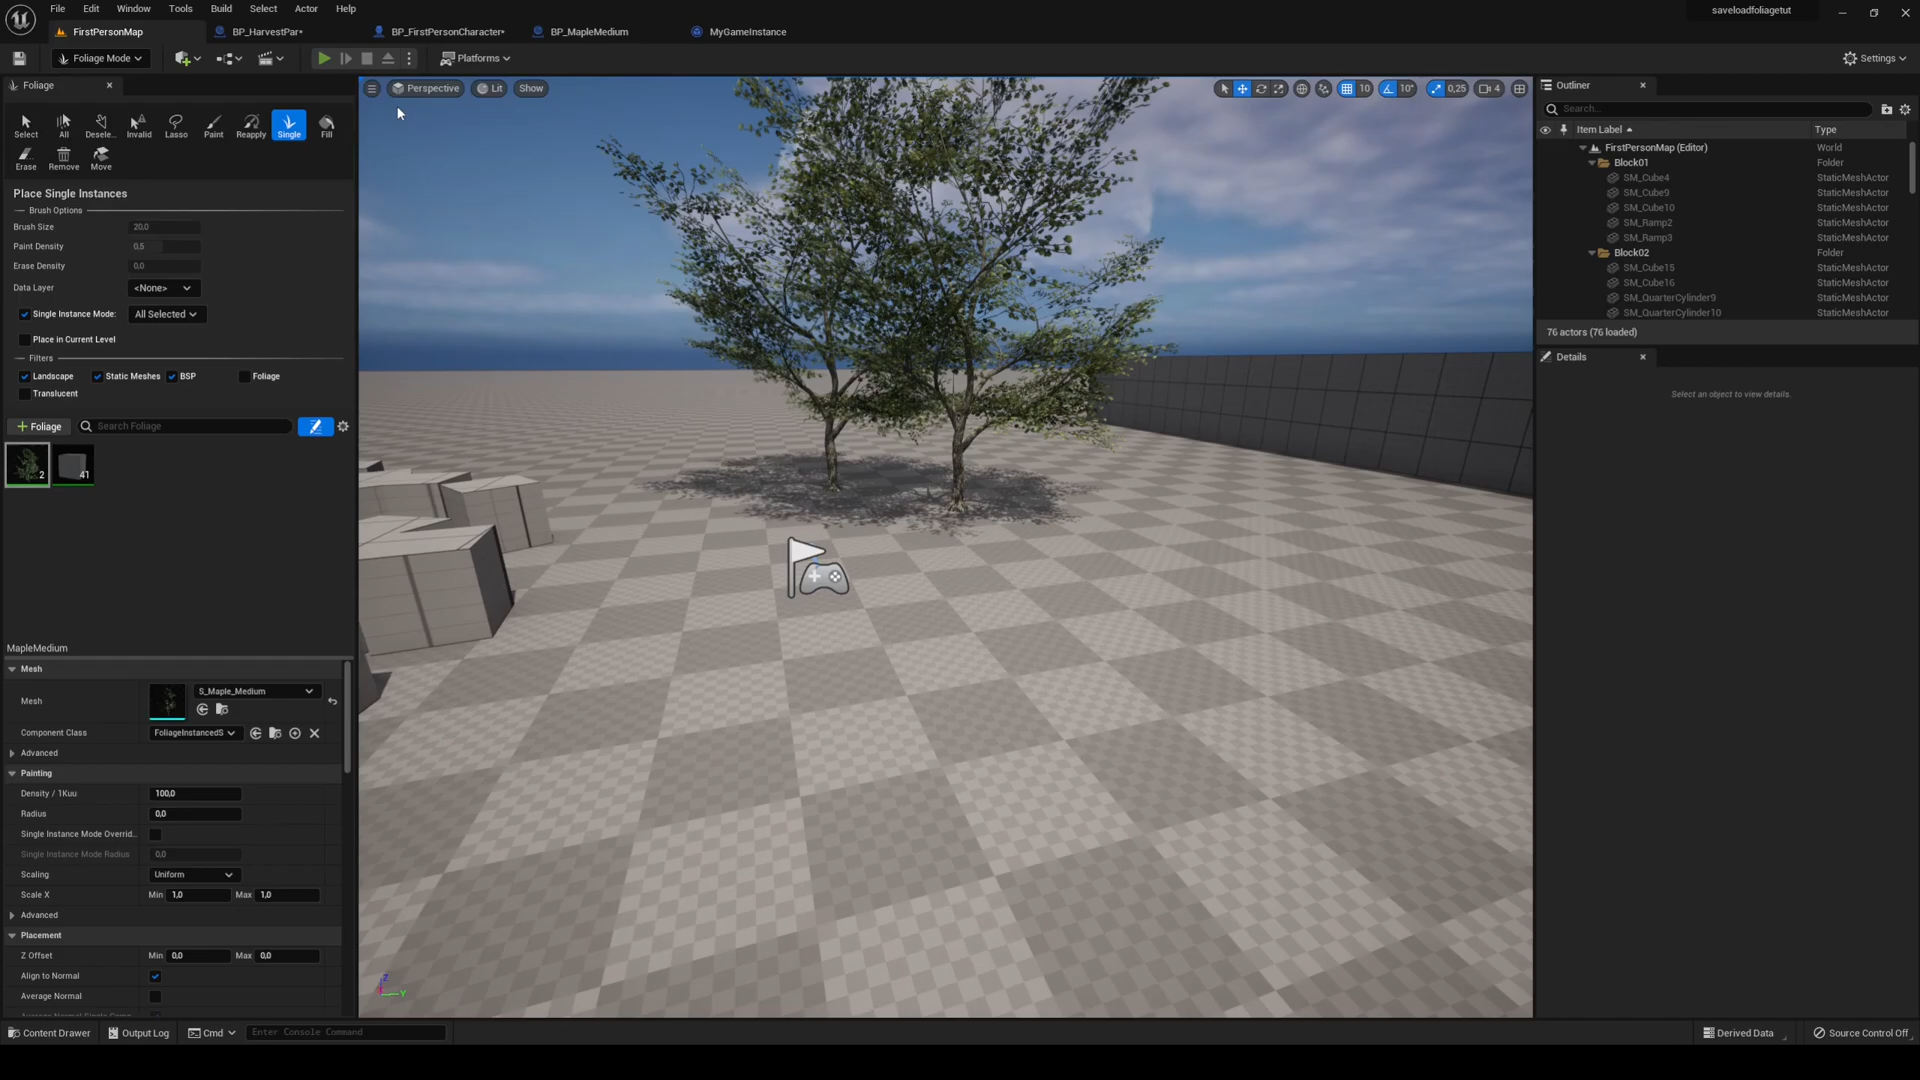 File Edit Window Tools Build Select Actor Help
saveloadfoliagetut
FirstPersonMap
BP_HarvestPar*
BP_FirstPersonCharacter*
BP_MapleMedium
MyGameInstance
Foliage Mode
Platforms
Settings
Foliage
Perspective
Lit
Show
10
10°
0,25
4
Outliner
Select
All
Desele...
Invalid
Lasso
Paint
Reapply
Single
Fill
Erase
Remove
Move
Search...
Item Label
Type
FirstPersonMap (Editor) World
Block01 Folder
SM_Cube4 StaticMeshActor
SM_Cube9 StaticMeshActor
SM_Cube10 StaticMeshActor
SM_Ramp2 StaticMeshActor
SM_Ramp3 StaticMeshActor
Block02 Folder
SM_Cube15 StaticMeshActor
SM_Cube16 StaticMeshActor
SM_QuarterCylinder9 StaticMeshActor
SM_QuarterCylinder10 StaticMeshActor
76 actors (76 loaded)
Details
Select an object to view details.
Place Single Instances
Brush Options
Brush Size 20,0
Paint Density 0.5
Erase Density 0,0
Data Layer <None>
Single Instance Mode: All Selected
Place in Current Level
Filters
Landscape Static Meshes BSP Foliage
Translucent
Foliage
Search Foliage
2
41
MapleMedium
Mesh
Mesh S_Maple_Medium
Component Class FoliageInstancedS
Advanced
Painting
Density / 1Kuu 100,0
Radius 0,0
Single Instance Mode Overrid...
Single Instance Mode Radius 0,0
Scaling Uniform
Scale X Min 1,0 Max 1,0
Advanced
Placement
Z Offset Min 0,0 Max 0,0
Align to Normal
Average Normal
Z
Y
Content Drawer
Output Log
Cmd
Enter Console Command
Derived Data
Source Control Off